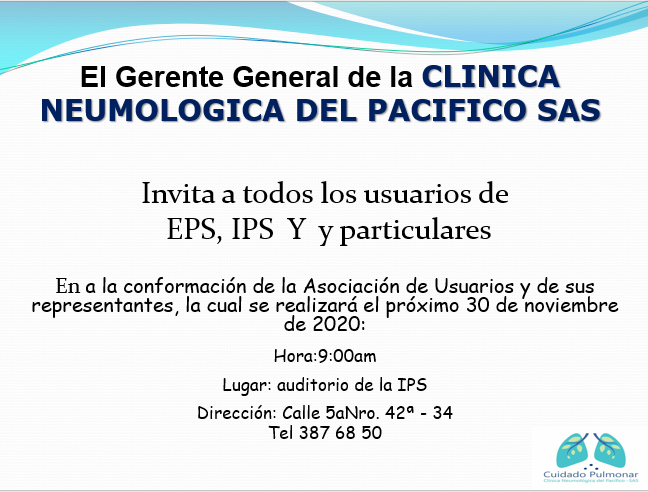 El Gerente General de la CLINICA
NEUMOLOGICA DEL PACIFICO SAS
Invita a todos los usuarios de
EPS, IPS Y y particulares
En a la conformación de la Asociación de Usuarios y de sus
representantes, la cual se realizará el próximo 30 de noviembre
de 2020:
Hora:9:00am
Lugar: auditorio de la IPS
Dirección: Calle 5aNro. 42ª - 34
Tel 387 68 50
Cuidado Pulmonar
Clínica Neumológica del Pacífico - SAS